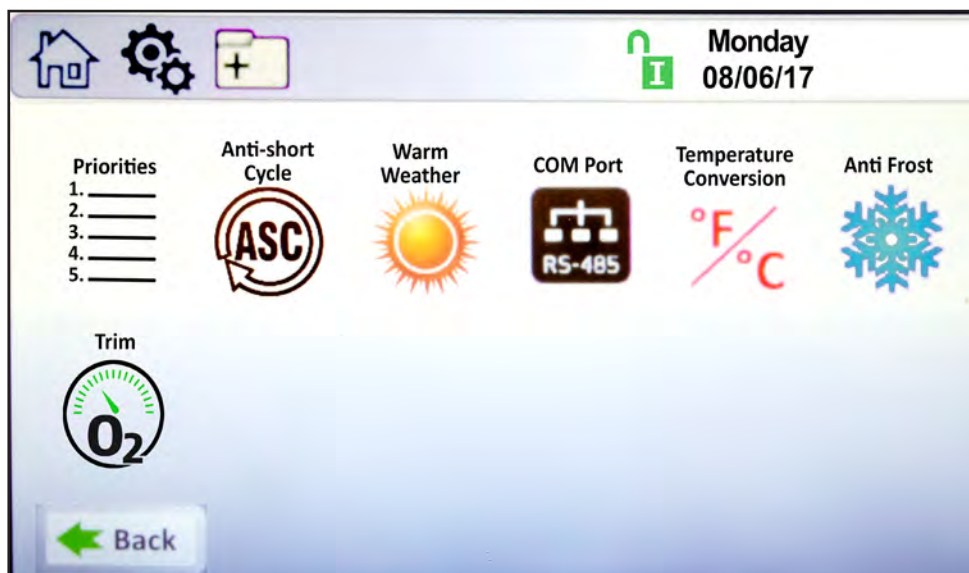 Monday
08/06/17
Priorities
1.
2.
3.
4.
5.
Anti-short
Cycle
ASC
Warm
Weather
COM Port
RS-485
Temperature
Conversion
°F/°C
Anti Frost
Trim
O2
Back